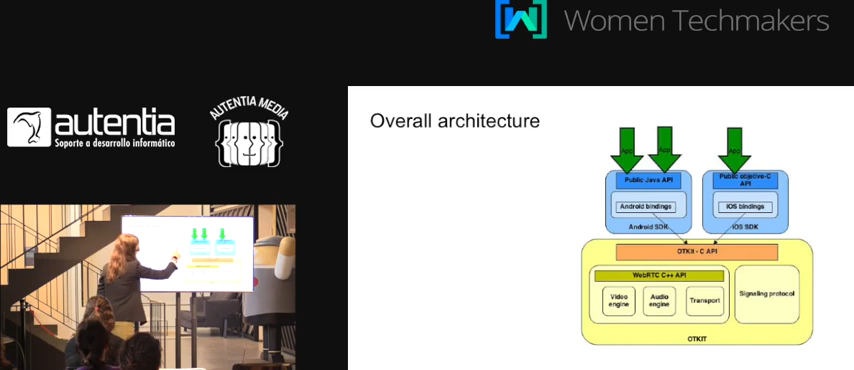 Women Techmakers
autentia
Soporte a desarrollo informático
AUTENTIA MEDIA
Overall architecture
App
App
App
Public Java API
Public objetive-C
API
Android bindings
iOS bindings
Android SDK
iOS SDK
OTKit - C API
WebRTC C++ API
Video
engine
Audio
engine
Transport
Signaling protocol
OTKIT